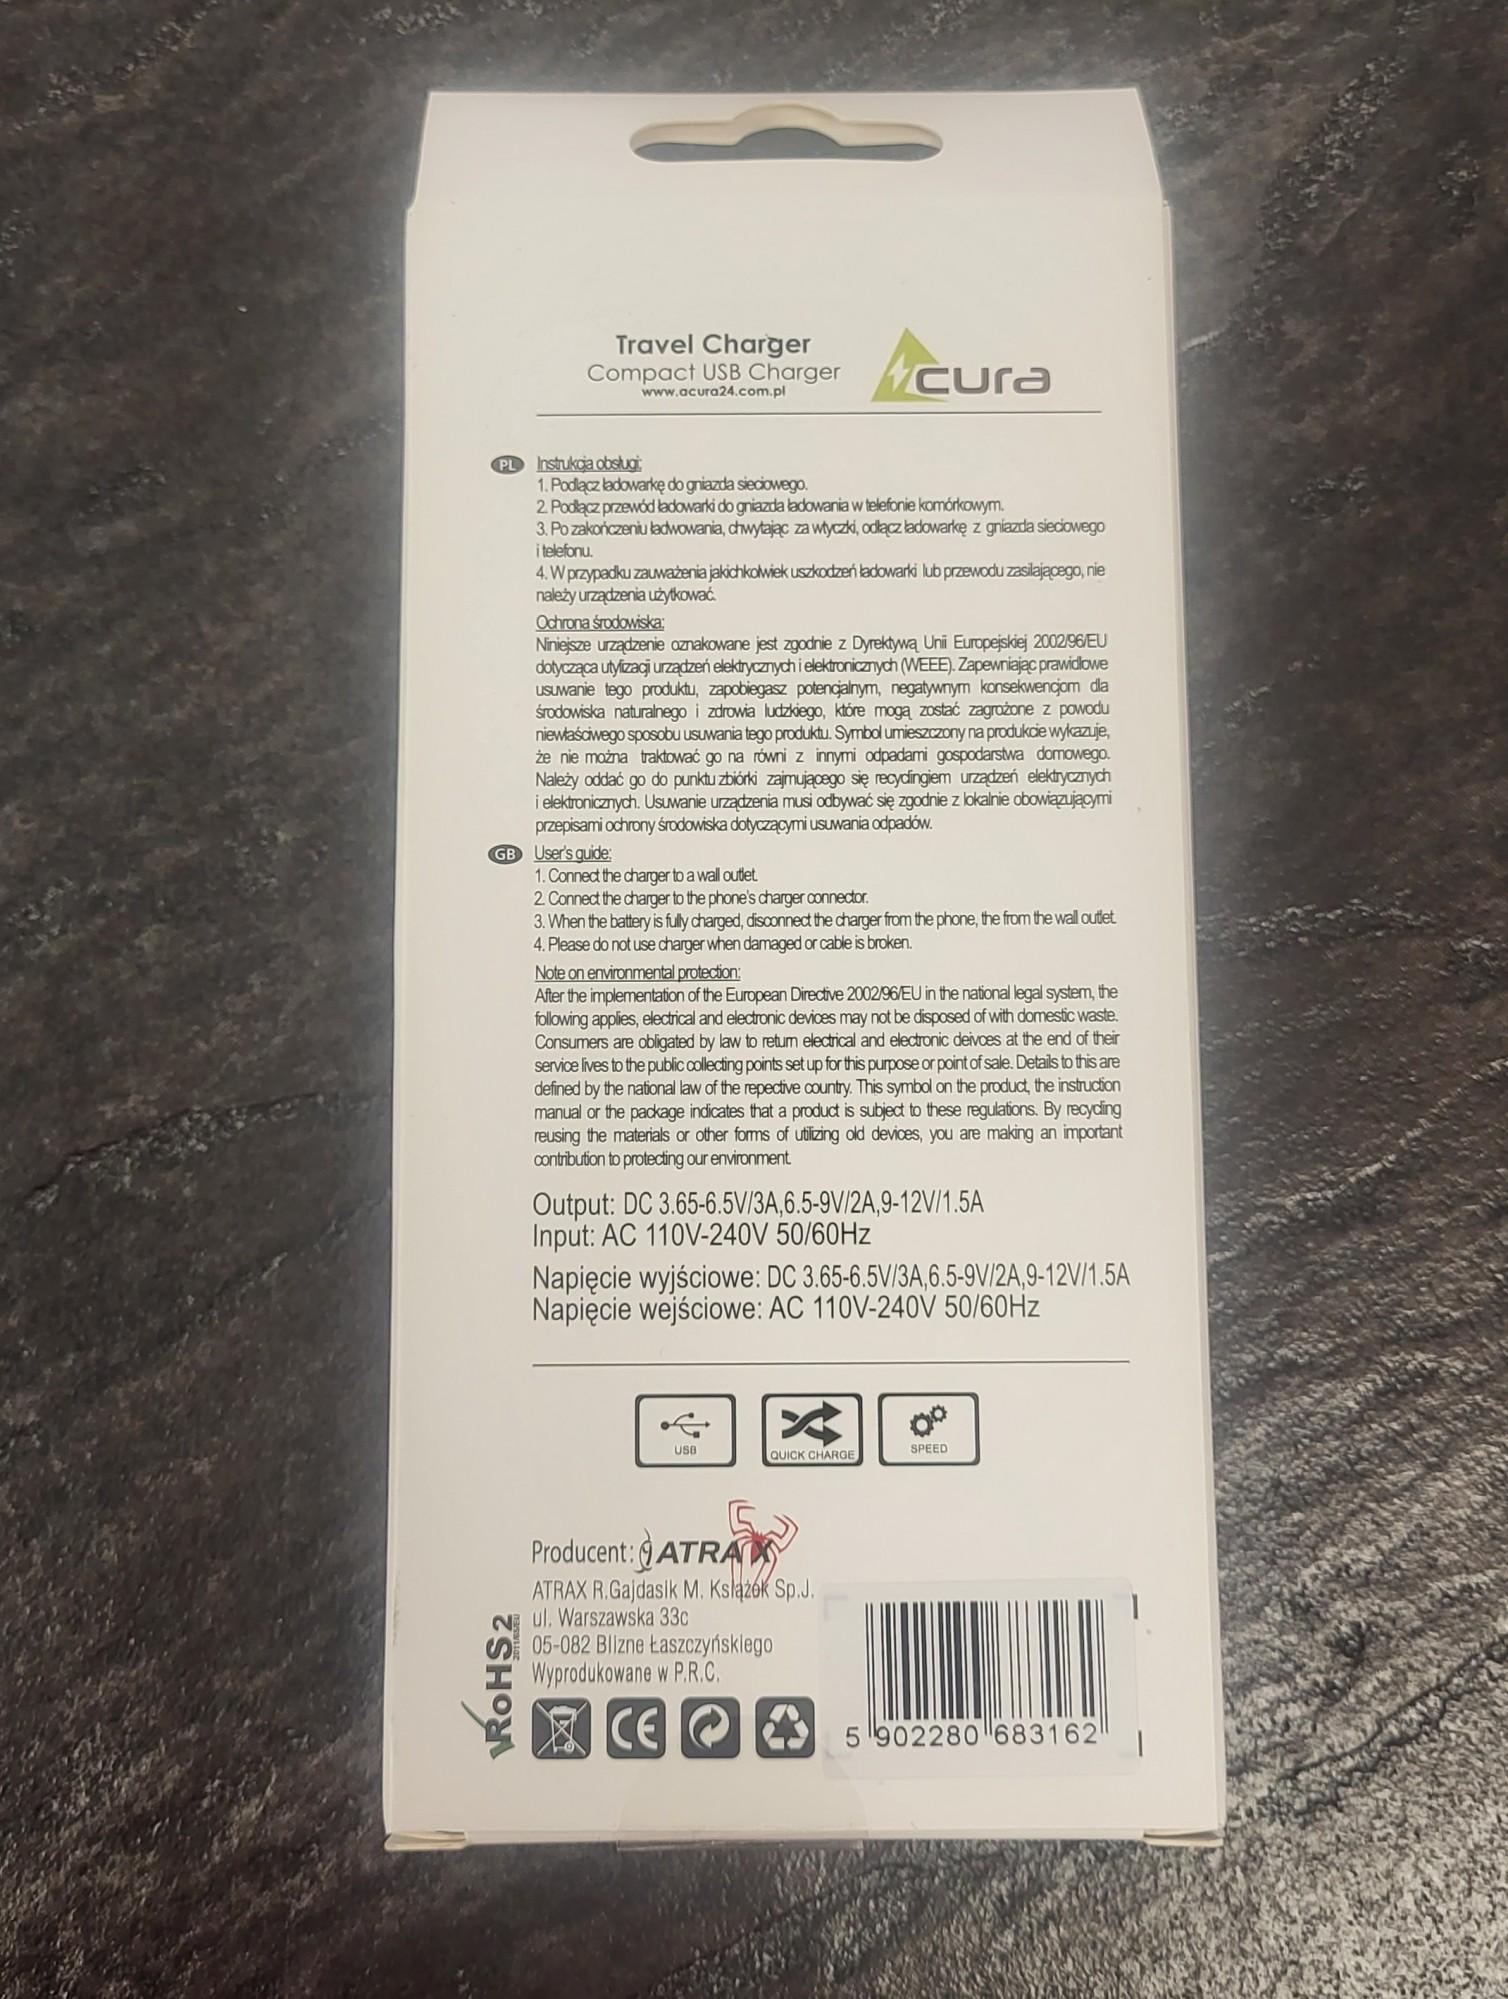 Travel Charger
Compact USB Charger
www.acura24.com.pl
cura
PL
Instrukcja obsługi:
1. Podłącz ładowarkę do gniazda sieciowego.
2. Podłącz przewód ładowarki do gniazda ładowania w telefonie komórkowym.
3. Po zakończeniu ładwowania, chwytając za wtyczki, odłącz ładowarkę z gniazda sieciowego
i telefonu.
4. W przypadku zauważenia jakichkolwiek uszkodzeń ładowarki lub przewodu zasilającego, nie
należy urządzenia użytkować.
Ochrona środowiska:
Niniejsze urządzenie oznakowane jest zgodnie z Dyrektywą Unii Europejskiej 2002/96/EU
dotycząca utylizacji urządzeń elektrycznych i elektronicznych (WEEE). Zapewniając prawidłowe
usuwanie tego produktu, zapobiegasz potencjalnym, negatywnym konsekwencjom dla
środowiska naturalnego i zdrowia ludzkiego, które mogą zostać zagrożone z powodu
niewłaściwego sposobu usuwania tego produktu. Symbol umieszczony na produkcie wykazuje,
że nie można traktować go na równi z innymi odpadami gospodarstwa domowego.
Należy oddać go do punktu zbiórki zajmującego się recyclingiem urządzeń elektrycznych
i elektronicznych. Usuwanie urządzenia musi odbywać się zgodnie z lokalnie obowiązującymi
przepisami ochrony środowiska dotyczącymi usuwania odpadów.
GB
User's guide:
1. Connect the charger to a wall outlet.
2. Connect the charger to the phone's charger connector.
3. When the battery is fully charged, disconnect the charger from the phone, the from the wall outlet.
4. Please do not use charger when damaged or cable is broken.
Note on environmental protection:
After the implementation of the European Directive 2002/96/EU in the national legal system, the
following applies, electrical and electronic devices may not be disposed of with domestic waste.
Consumers are obligated by law to return electrical and electronic deivces at the end of their
service lives to the public collecting points set up for this purpose or point of sale. Details to this are
defined by the national law of the repective country. This symbol on the product, the instruction
manual or the package indicates that a product is subject to these regulations. By recycling
reusing the materials or other forms of utilizing old devices, you are making an important
contribution to protecting our environment.
Output: DC 3.65-6.5V/3A,6.5-9V/2A,9-12V/1.5A
Input: AC 110V-240V 50/60Hz
Napięcie wyjściowe: DC 3.65-6.5V/3A,6.5-9V/2A,9-12V/1.5A
Napięcie wejściowe: AC 110V-240V 50/60Hz
USB
QUICK CHARGE
SPEED
Producent: ATRAX
ATRAX R.Gajdasik M. Książok Sp.J.
ul. Warszawska 33c
05-082 Blizne Łaszczyńskiego
Wyprodukowane w P.R.C.
RoHS2
2011/65/EU
CE
5 902280 683162